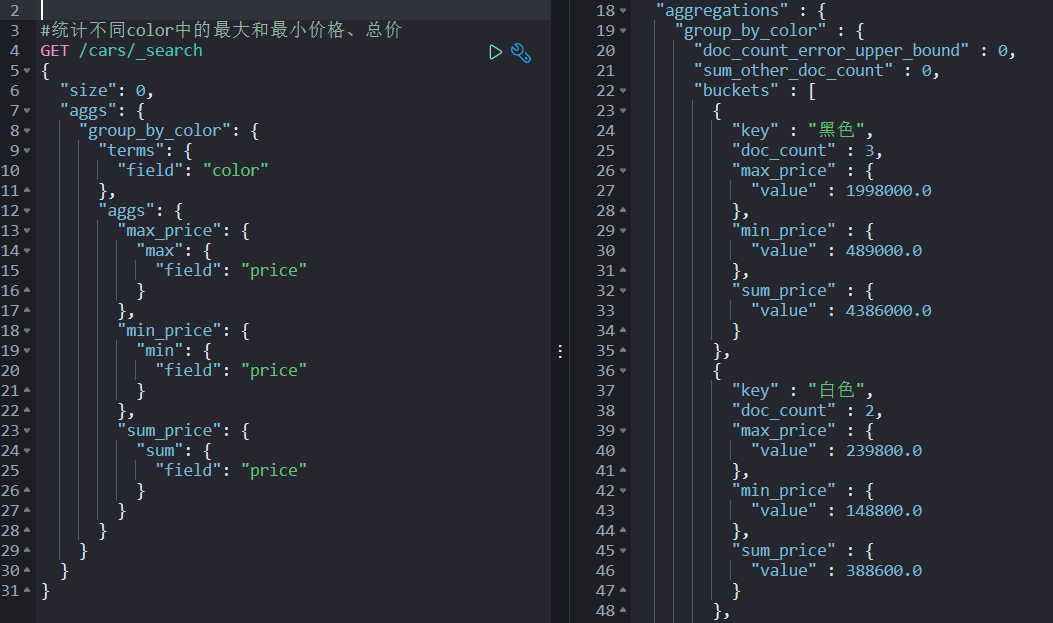 2
3 #统计不同color中的最大和最小价格、总价
4 GET /cars/_search
5 {
6   "size": 0,
7   "aggs": {
8     "group_by_color": {
9       "terms": {
10         "field": "color"
11       },
12       "aggs": {
13         "max_price": {
14           "max": {
15             "field": "price"
16           }
17         },
18         "min_price": {
19           "min": {
20             "field": "price"
21           }
22         },
23         "sum_price": {
24           "sum": {
25             "field": "price"
26           }
27         }
28       }
29     }
30   }
31 }
18   "aggregations" : {
19     "group_by_color" : {
20       "doc_count_error_upper_bound" : 0,
21       "sum_other_doc_count" : 0,
22       "buckets" : [
23         {
24           "key" : "黑色",
25           "doc_count" : 3,
26           "max_price" : {
27             "value" : 1998000.0
28           },
29           "min_price" : {
30             "value" : 489000.0
31           },
32           "sum_price" : {
33             "value" : 4386000.0
34           }
35         },
36         {
37           "key" : "白色",
38           "doc_count" : 2,
39           "max_price" : {
40             "value" : 239800.0
41           },
42           "min_price" : {
43             "value" : 148800.0
44           },
45           "sum_price" : {
46             "value" : 388600.0
47           }
48         },